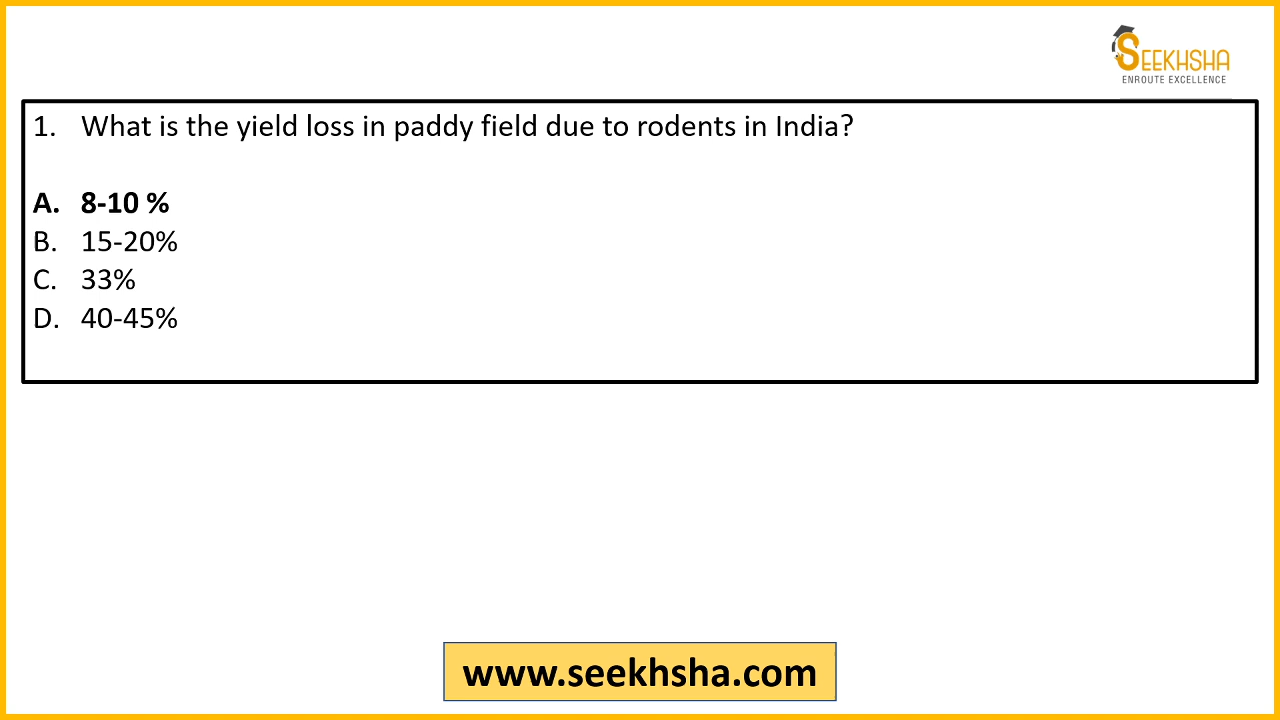 SEEKHSHA
ENROUTE EXCELLENCE
1. What is the yield loss in paddy field due to rodents in India?
A. 8-10 %
B. 15-20%
C. 33%
D. 40-45%
www.seekhsha.com